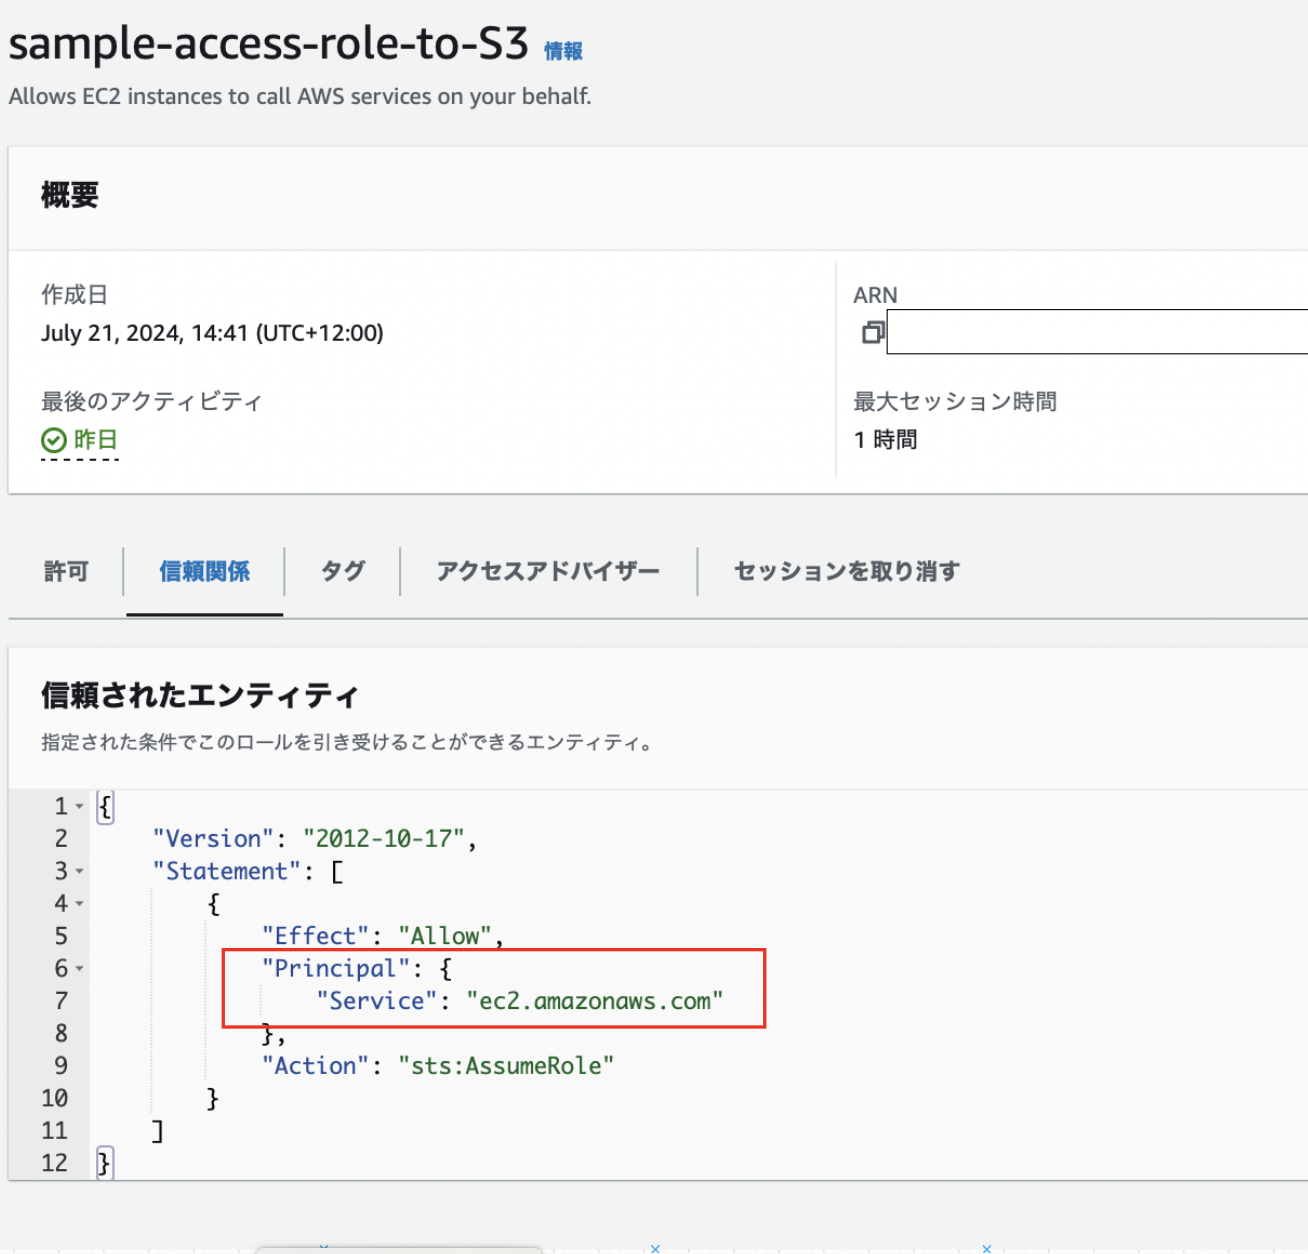 sample-access-role-to-S3 情報
Allows EC2 instances to call AWS services on your behalf.
概要
作成日
July 21, 2024, 14:41 (UTC+12:00)
ARN
最後のアクティビティ
昨日
最大セッション時間
1 時間
許可 信頼関係 タグ アクセスアドバイザー セッションを取り消す
信頼されたエンティティ
指定された条件でこのロールを引き受けることができるエンティティ。
1 {
2 "Version": "2012-10-17",
3 "Statement": [
4 {
5 "Effect": "Allow",
6 "Principal": {
7 "Service": "ec2.amazonaws.com"
8 },
9 "Action": "sts:AssumeRole"
10 }
11 ]
12 }